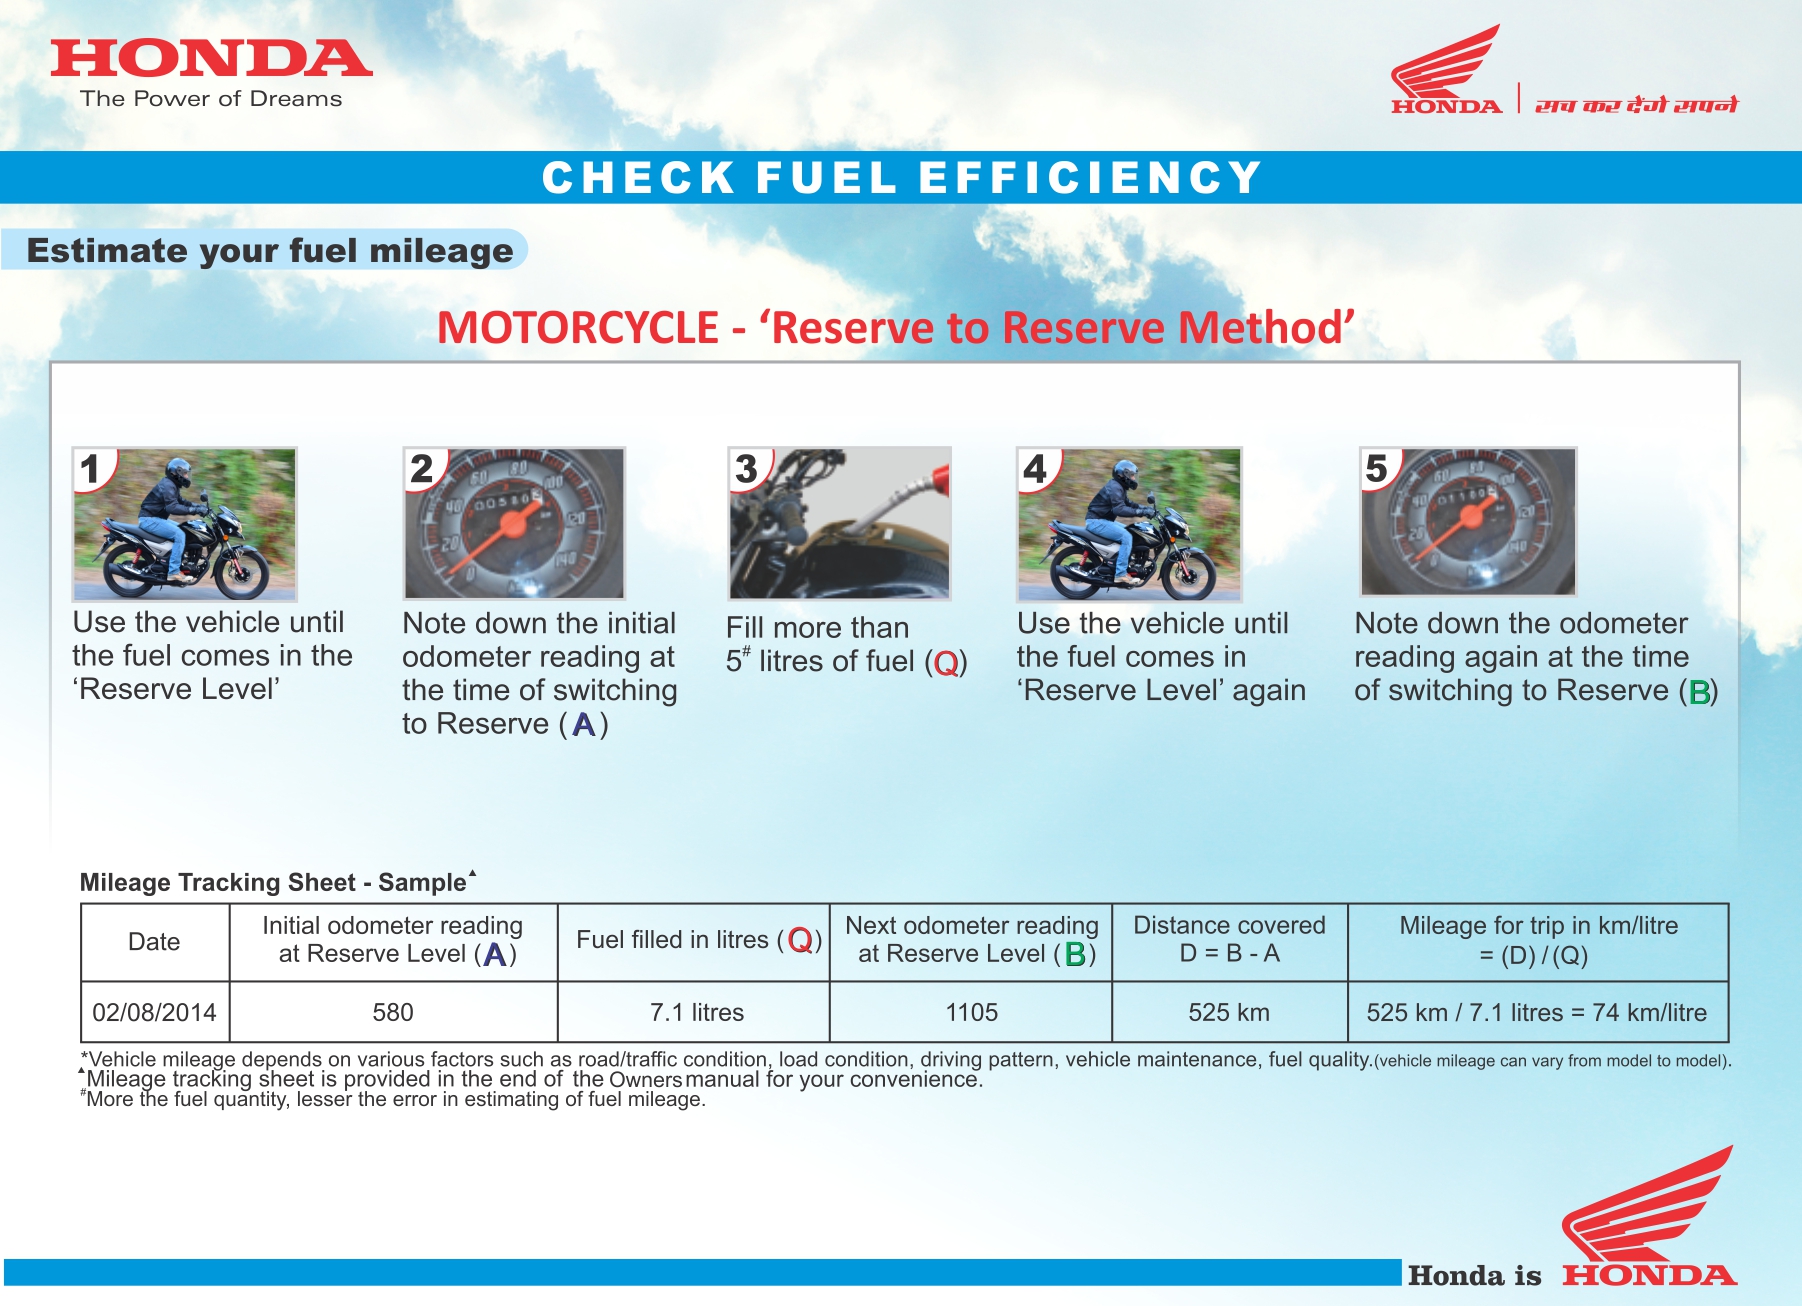 HONDA
The Power of Dreams
HONDA | सच कर देंगे सपने
CHECK FUEL EFFICIENCY
Estimate your fuel mileage
MOTORCYCLE - ‘Reserve to Reserve Method’
1
Use the vehicle until
the fuel comes in the
‘Reserve Level’
2
Note down the initial
odometer reading at
the time of switching
to Reserve (A)
3
Fill more than
5# litres of fuel (Q)
4
Use the vehicle until
the fuel comes in
‘Reserve Level’ again
5
Note down the odometer
reading again at the time
of switching to Reserve (B)
Mileage Tracking Sheet - Sample▲
Date
Initial odometer reading
at Reserve Level (A)
Fuel filled in litres (Q)
Next odometer reading
at Reserve Level (B)
Distance covered
D = B - A
Mileage for trip in km/litre
= (D) / (Q)
02/08/2014 580 7.1 litres 1105 525 km 525 km / 7.1 litres = 74 km/litre
*Vehicle mileage depends on various factors such as road/traffic condition, load condition, driving pattern, vehicle maintenance, fuel quality.(vehicle mileage can vary from model to model).
▲Mileage tracking sheet is provided in the end of the Owners manual for your convenience.
#More the fuel quantity, lesser the error in estimating of fuel mileage.
Honda is HONDA